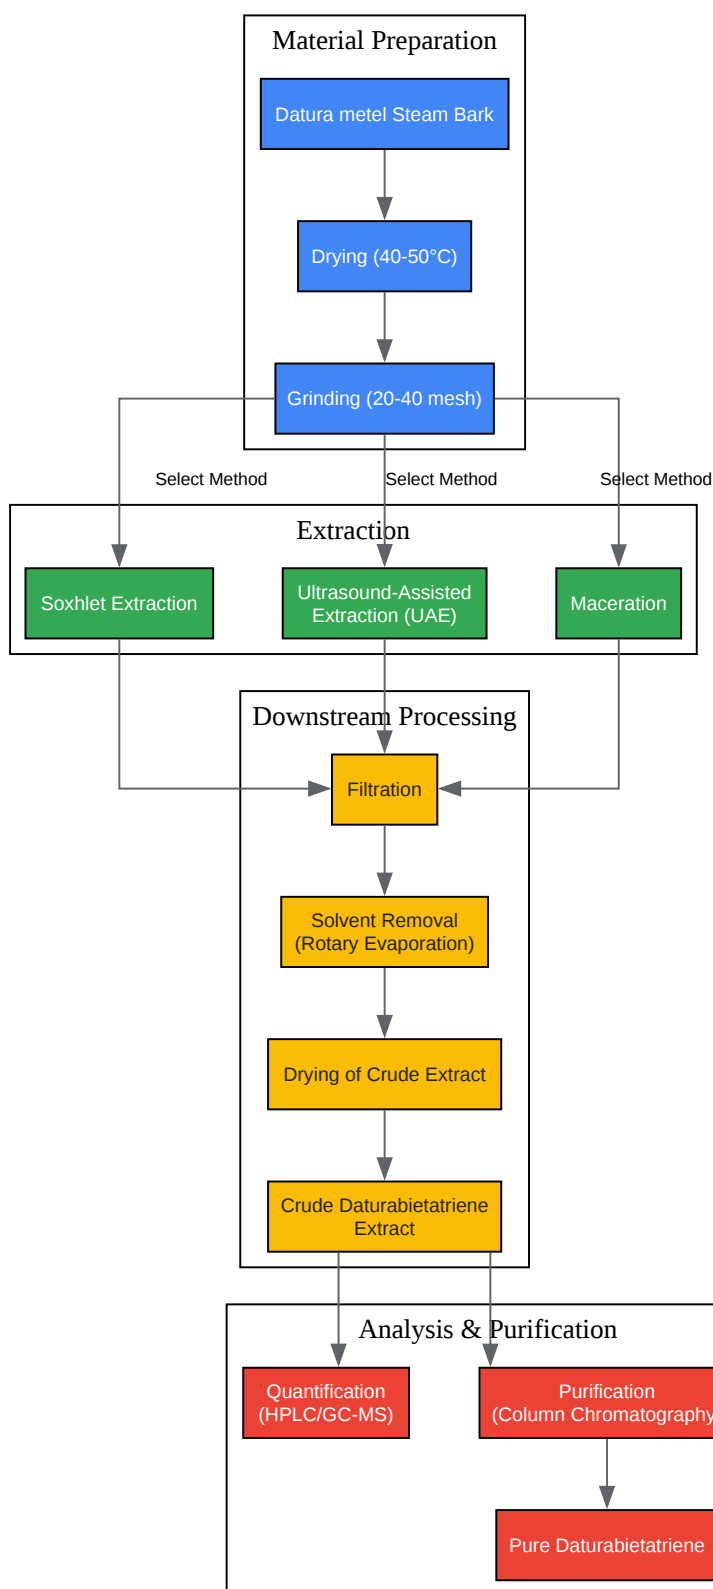 Material Preparation
Datura metel Steam Bark
Drying (40-50°C)
Grinding (20-40 mesh)
Select Method
Select Method
Select Method
Extraction
Soxhlet Extraction
Ultrasound-Assisted
Extraction (UAE)
Maceration
Downstream Processing
Filtration
Solvent Removal
(Rotary Evaporation)
Drying of Crude Extract
Crude Daturabietatriene
Extract
Analysis & Purification
Quantification
(HPLC/GC-MS)
Purification
(Column Chromatography
Pure Daturabietatriene